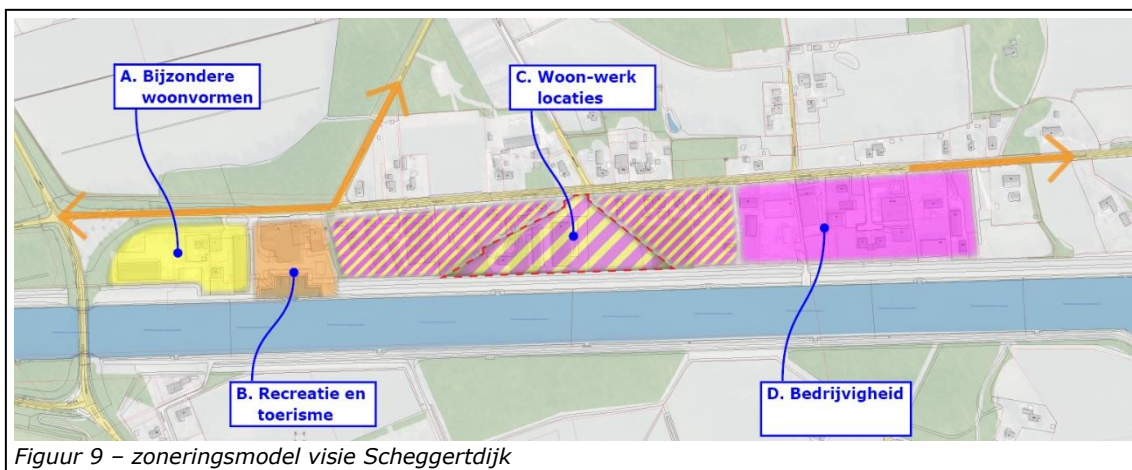 A. Bijzondere
woonvormen
C. Woon-werk
locaties
B. Recreatie en
toerisme
D. Bedrijvigheid
Figuur 9 – zoneringsmodel visie Scheggertdijk